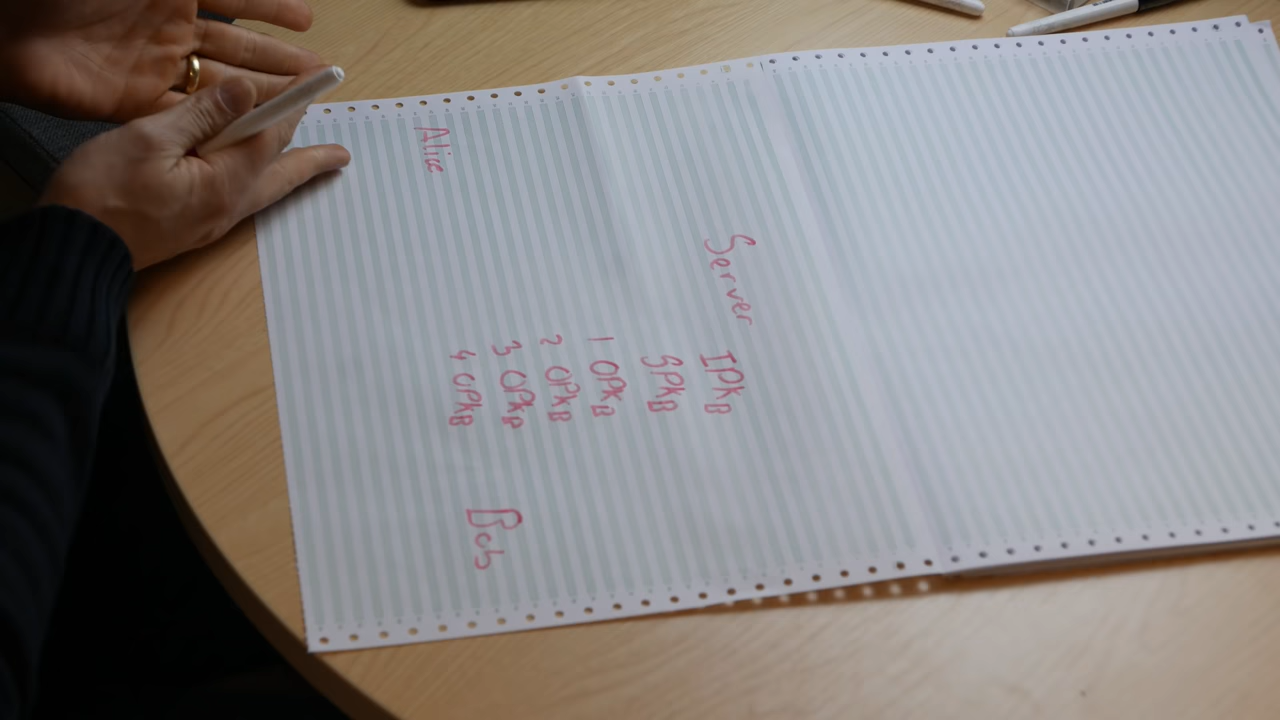 Alice
Server
IPKB
SPKB
1 OPKB
2 OPKB
3 OPKB
4 OPKB
Bob